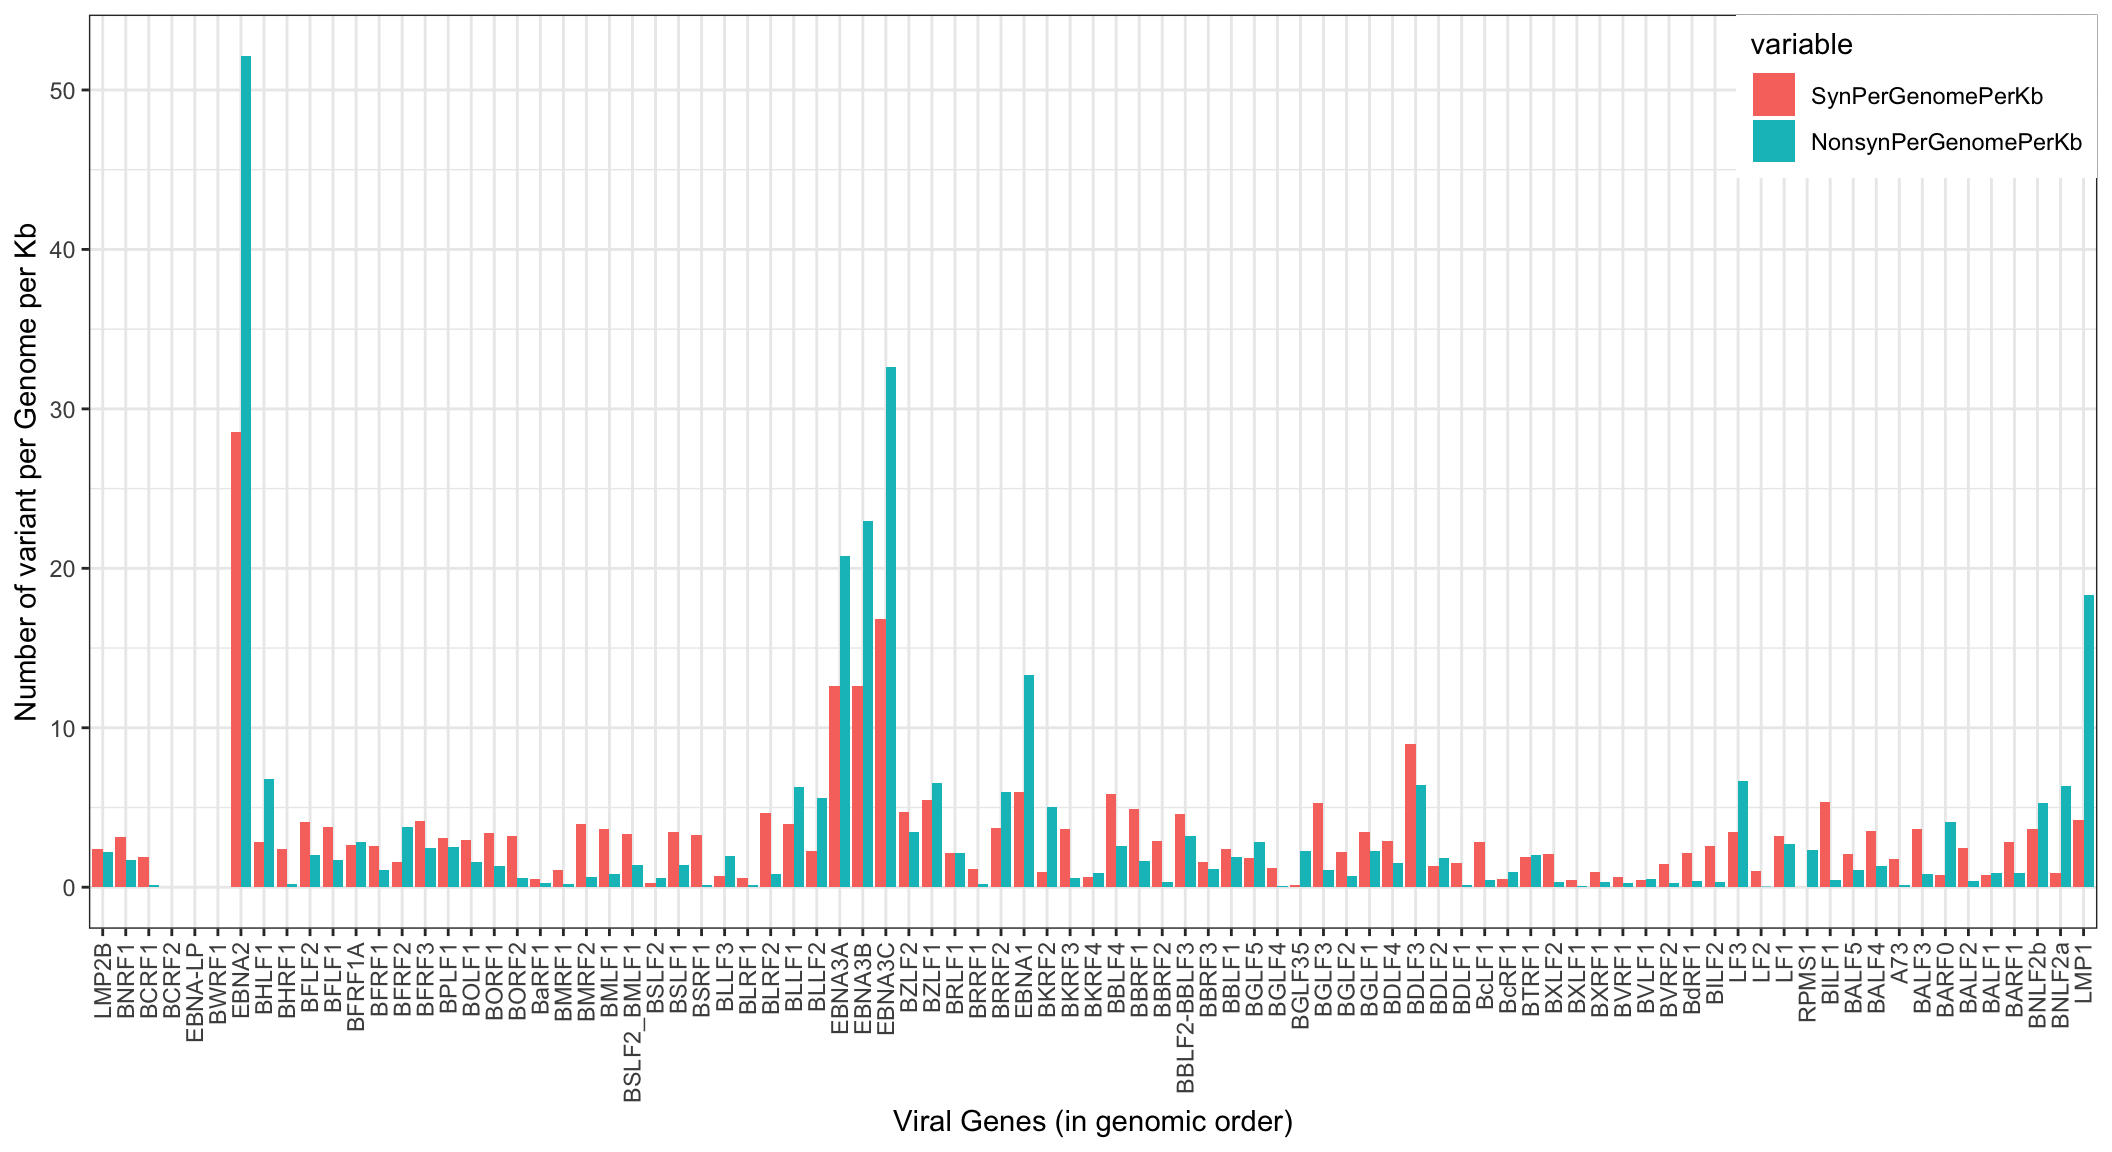 variable
SynPerGenomePerKb
NonsynPerGenomePerKb
Number of variant per Genome per Kb
50
40
30
20
10
0
LMP2B
BNRF1
BCRF1
BCRF2
EBNA-LP
BWRF1
EBNA2
BHLF1
BHRF1
BFLF2
BFLF1
BFRF1A
BFRF1
BFRF2
BFRF3
BPLF1
BOLF1
BORF1
BORF2
BaRF1
BMRF1
BMRF2
BMLF1
BSLF2_BMLF1
BSLF2
BSLF1
BSRF1
BLLF3
BLRF1
BLRF2
BLLF1
BLLF2
EBNA3A
EBNA3B
EBNA3C
BZLF2
BZLF1
BRLF1
BRRF1
BRRF2
EBNA1
BKRF2
BKRF3
BKRF4
BBLF4
BBRF1
BBRF2
BBLF2-BBLF3
BBRF3
BBLF1
BGLF5
BGLF4
BGLF35
BGLF3
BGLF2
BGLF1
BDLF4
BDLF3
BDLF2
BDLF1
BcLF1
BcRF1
BTRF1
BXLF2
BXLF1
BXRF1
BVRF1
BVLF1
BVRF2
BdRF1
BILF2
LF3
LF2
LF1
RPMS1
BILF1
BALF5
BALF4
A73
BALF3
BARF0
BALF2
BALF1
BARF1
BNLF2b
BNLF2a
LMP1
Viral Genes (in genomic order)